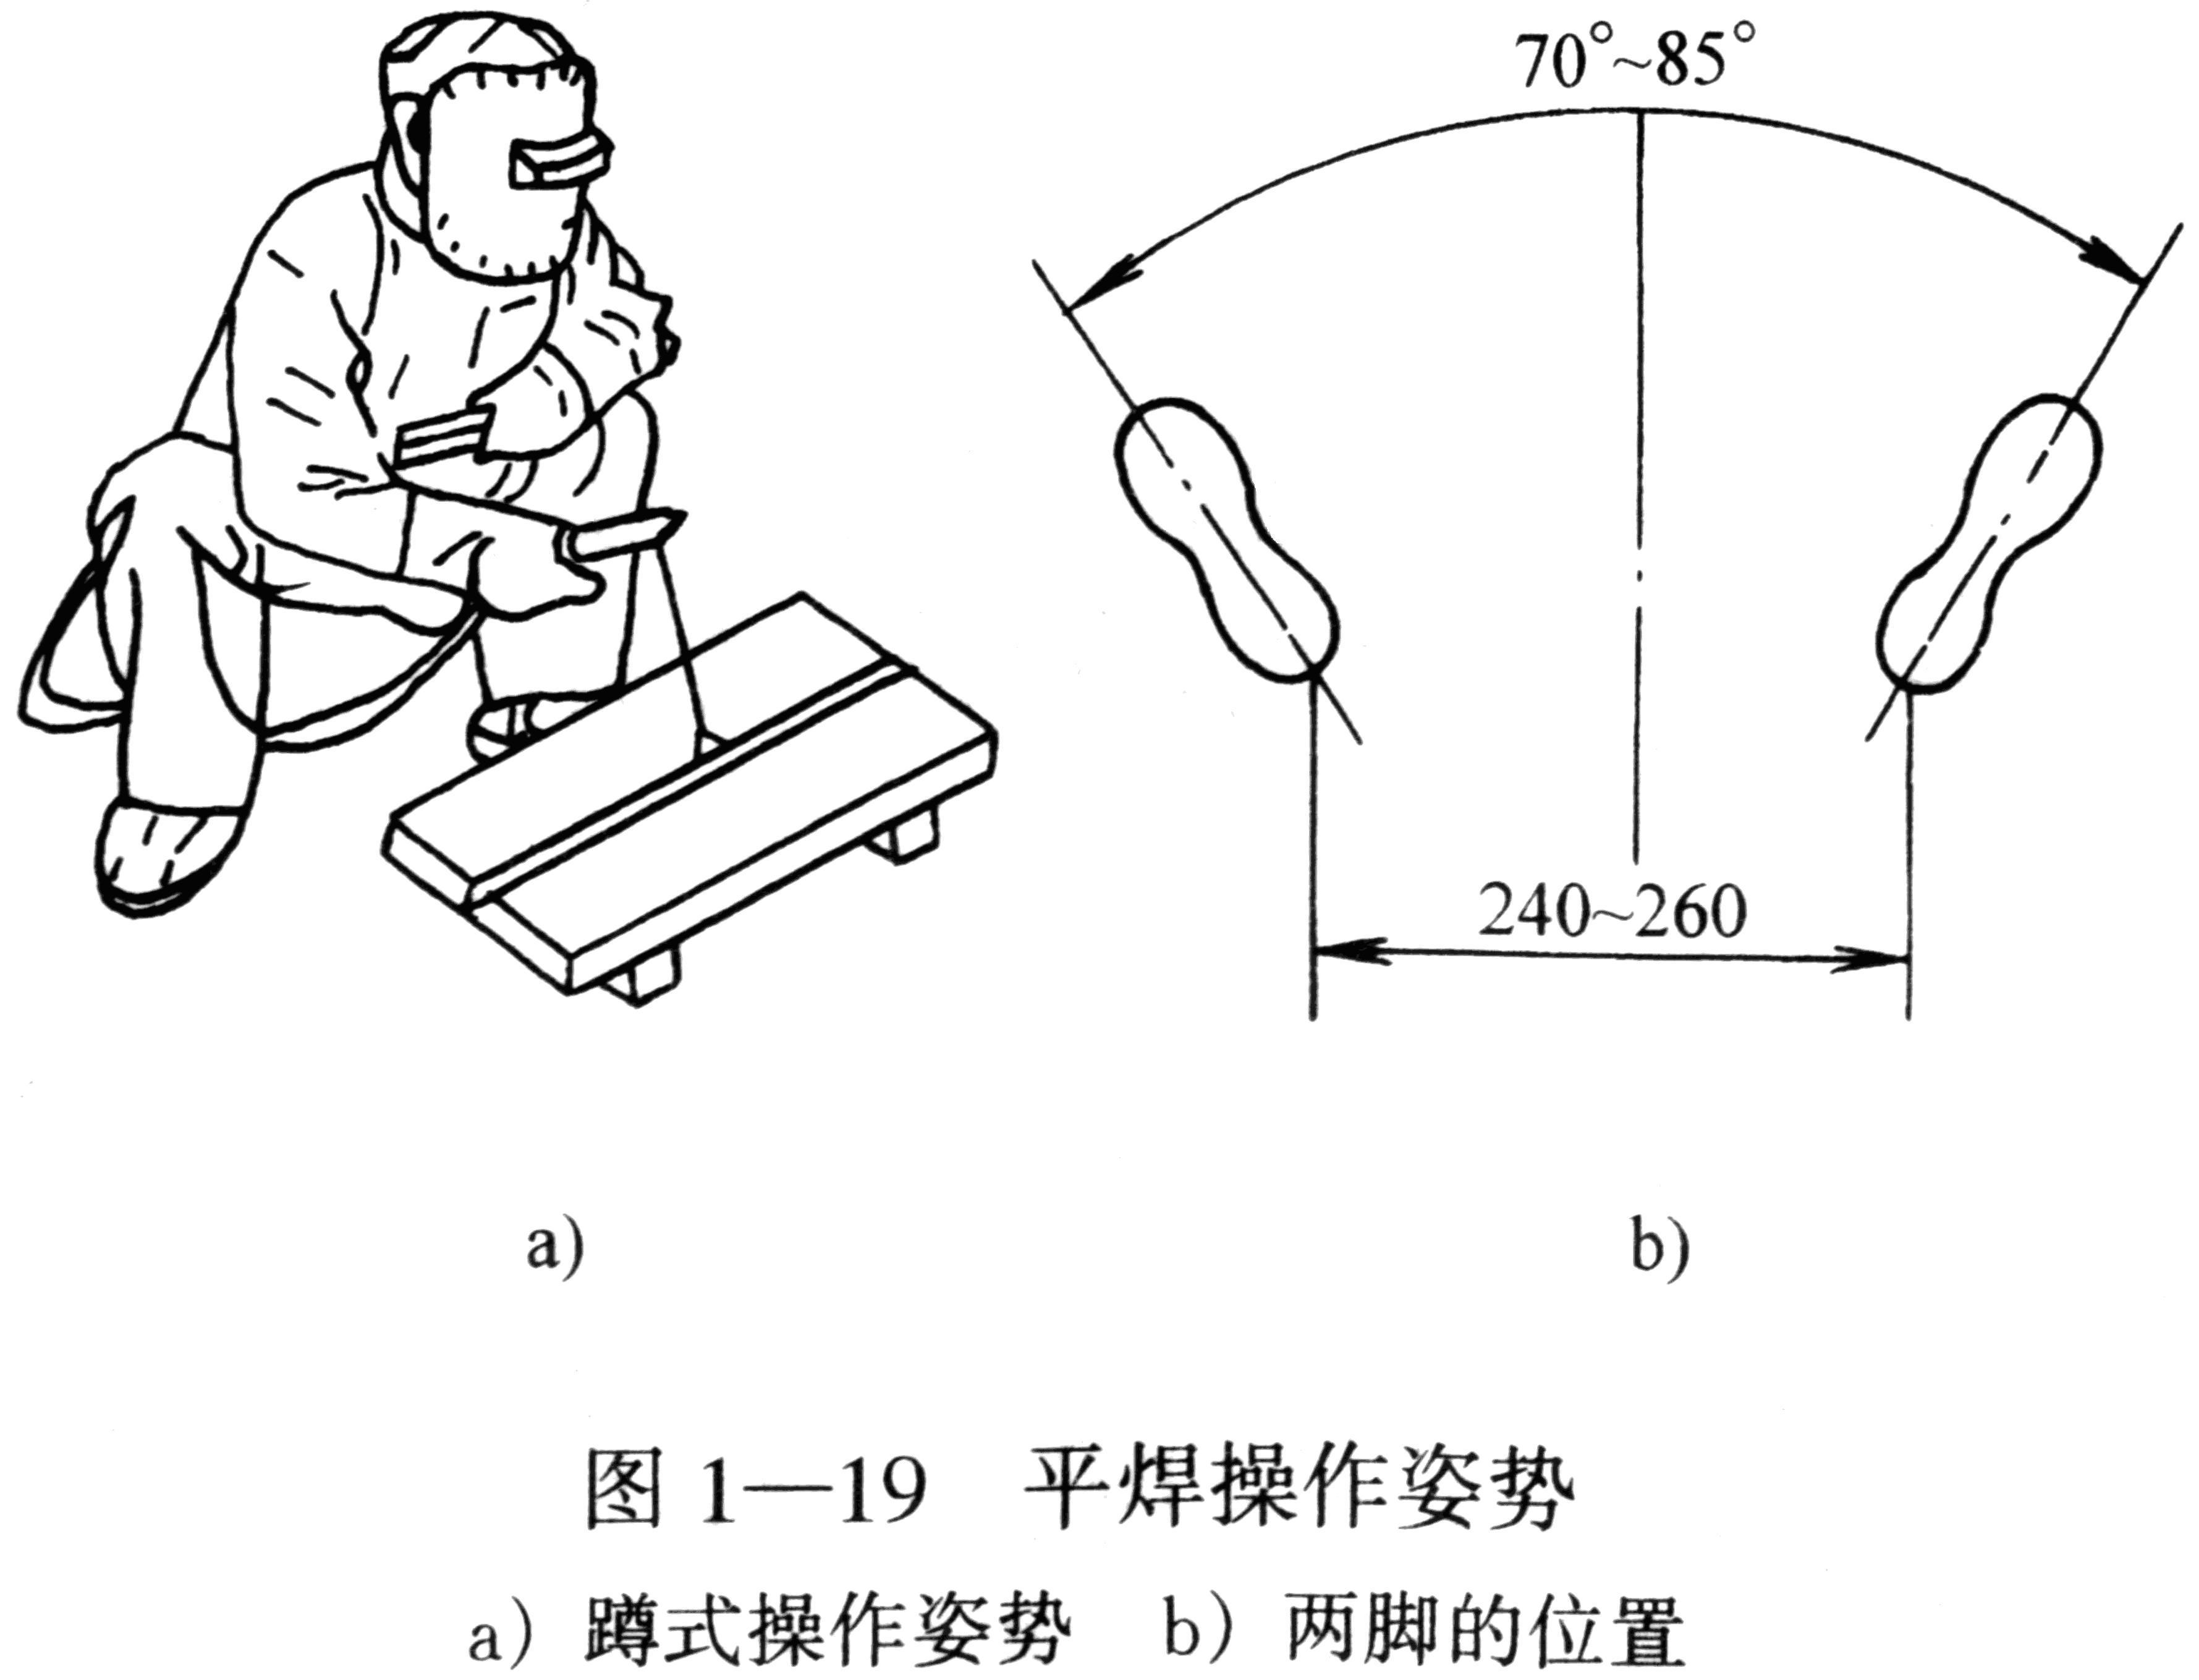 70°~85°
240~260
a)
b)
图 1—19 平焊操作姿势
a) 蹲式操作姿势 b) 两脚的位置